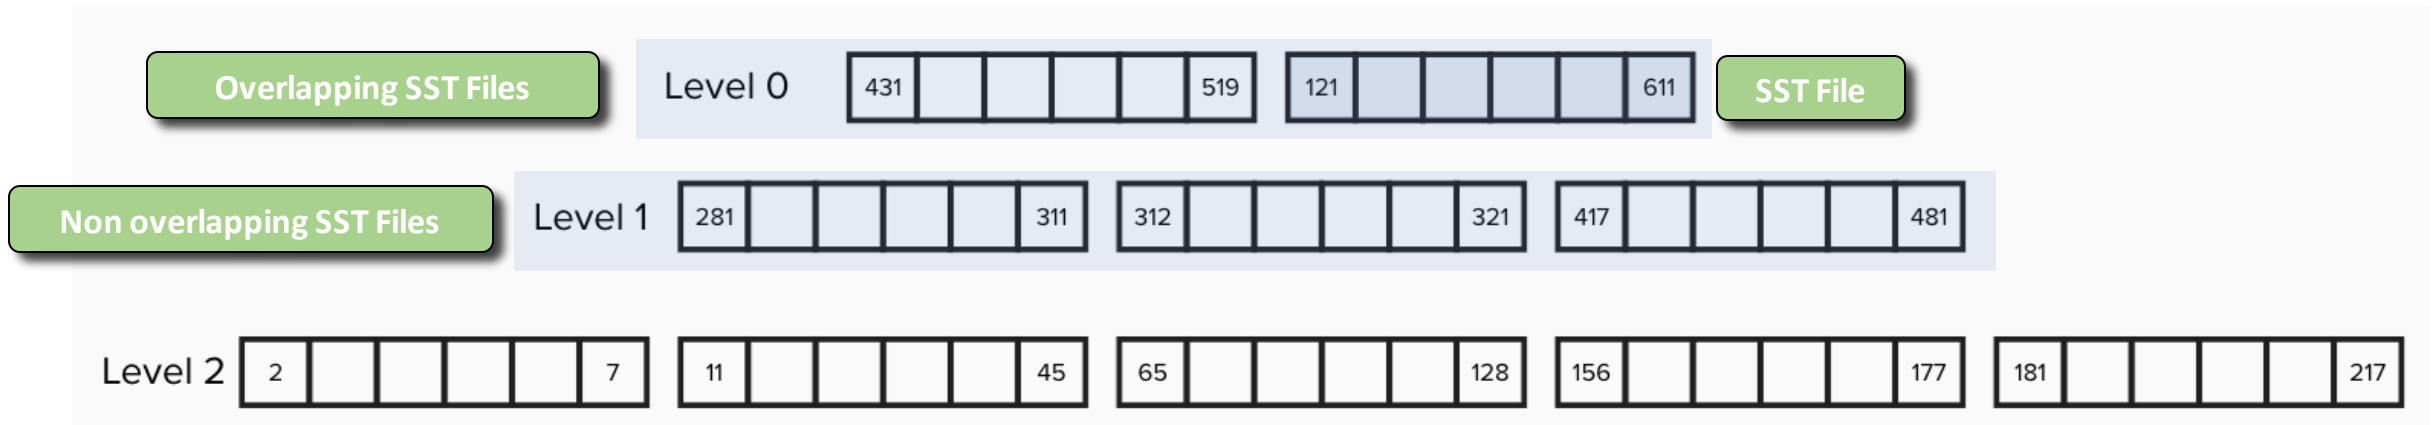 Overlapping SST Files
Level 0
431 519
121 611
SST File
Non overlapping SST Files
Level 1
281 311
312 321
417 481
Level 2
2 7
11 45
65 128
156 177
181 217